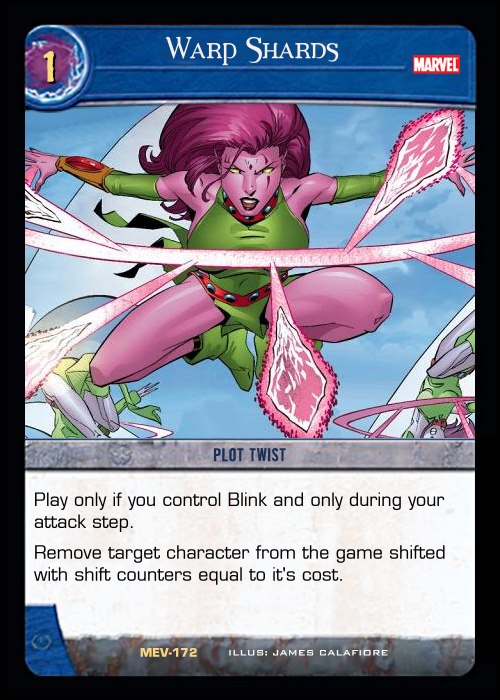 1
Warp Shards
MARVEL
PLOT TWIST
Play only if you control Blink and only during your
attack step.
Remove target character from the game shifted
with shift counters equal to it's cost.
MEV-172 ILLUS: JAMES CALAFIORE